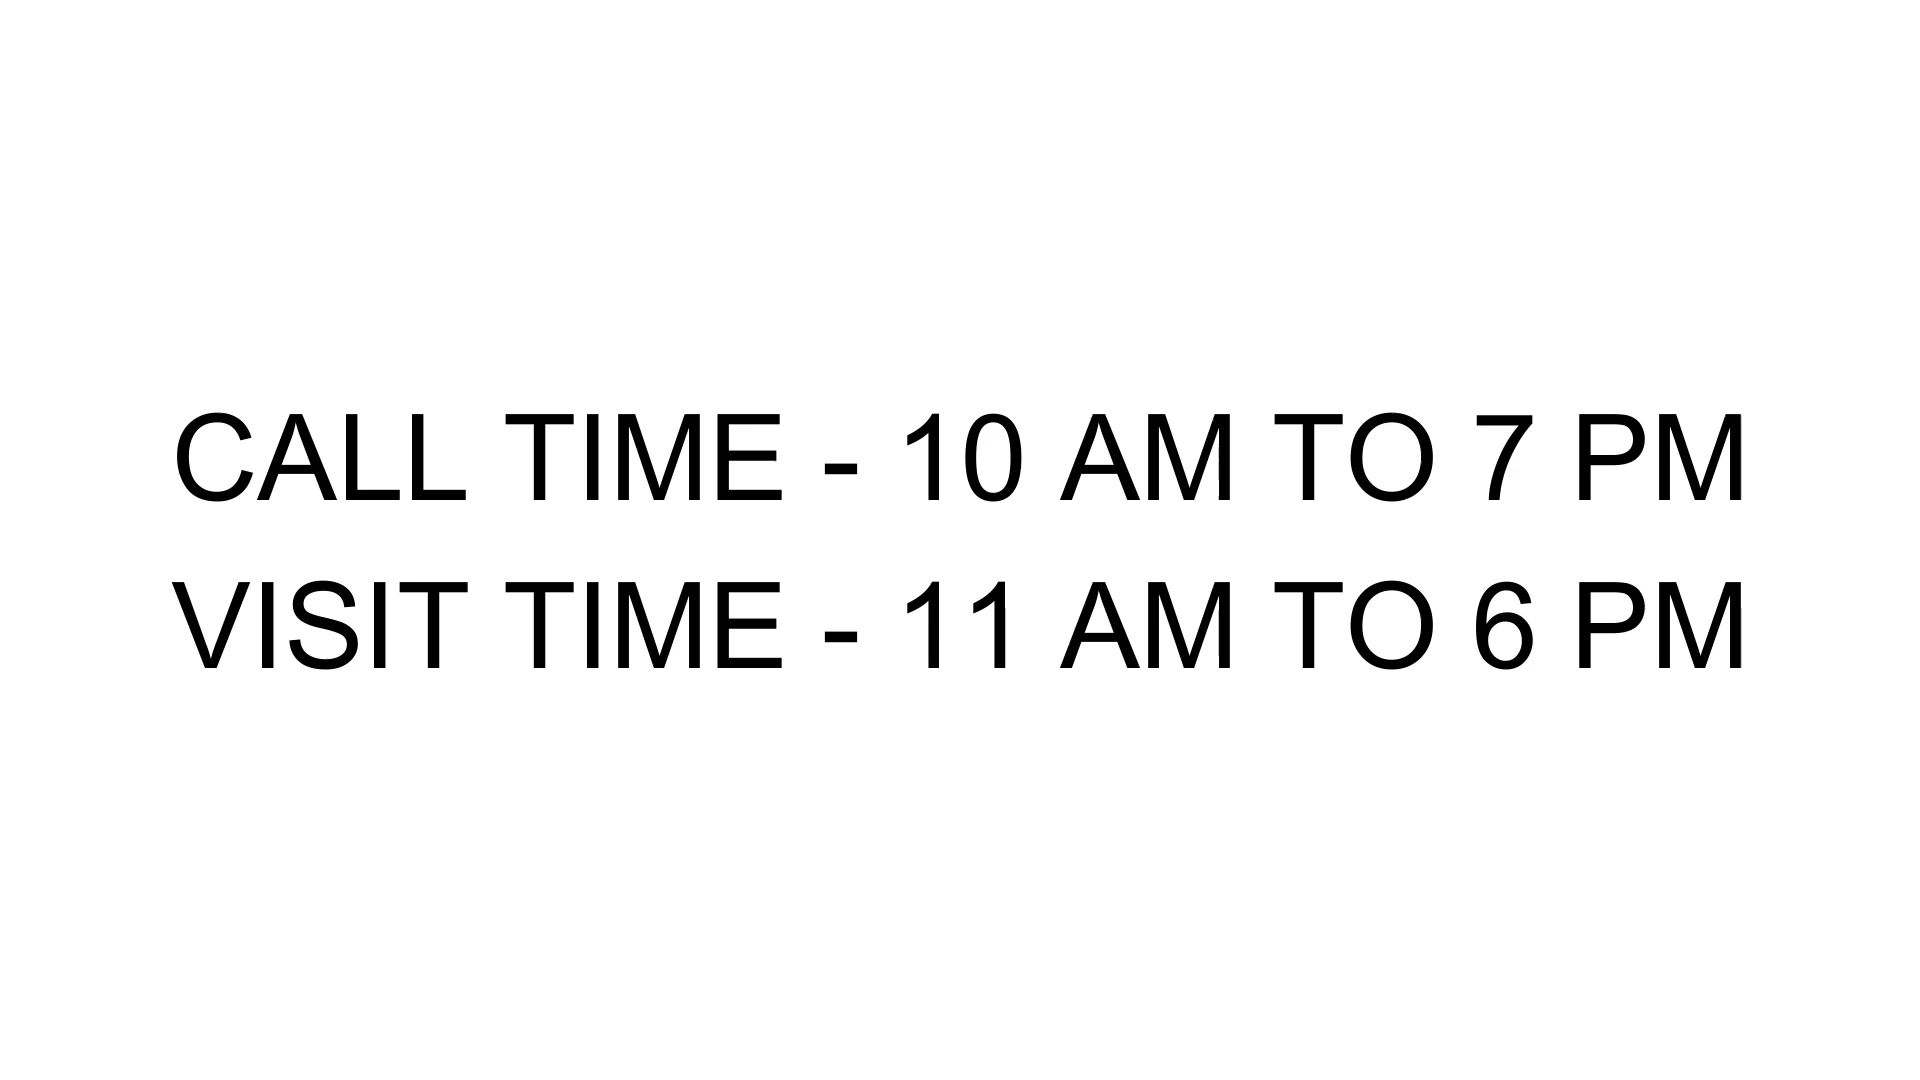 CALL TIME - 10 AM TO 7 PM
VISIT TIME - 11 AM TO 6 PM